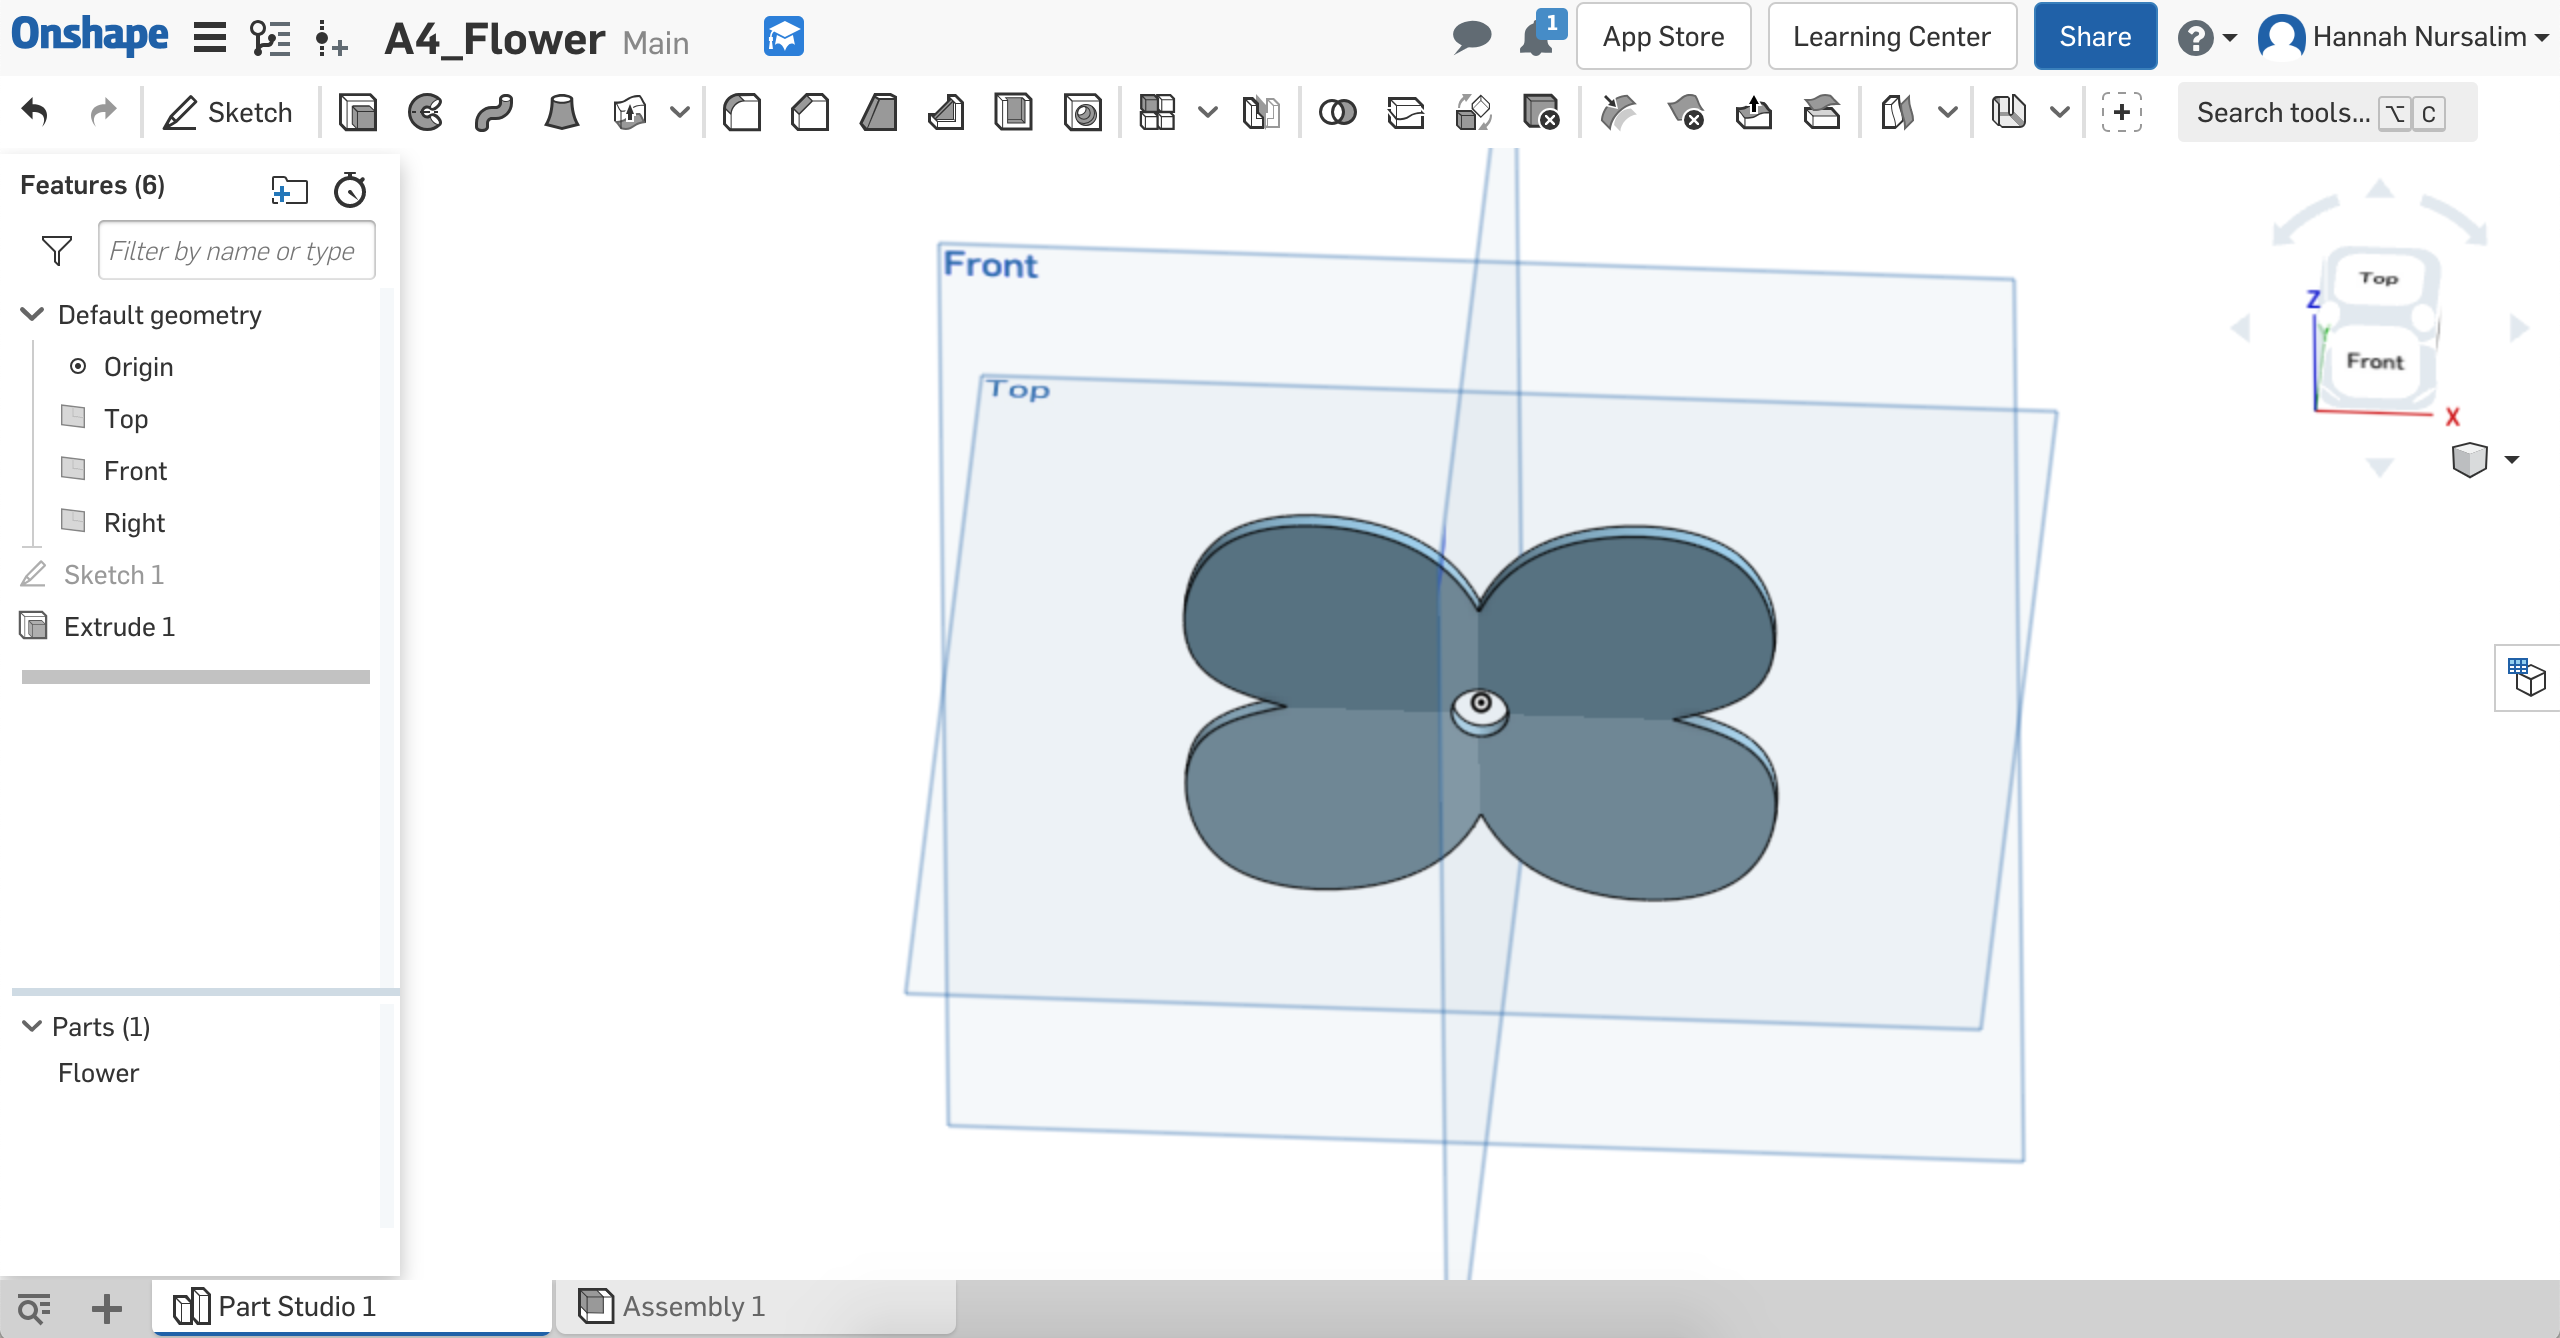 Onshape
A4_Flower Main
1
App Store
Learning Center
Share
Hannah Nursalim
Sketch
Search tools... ⌥ C
Features (6)
Filter by name or type
Default geometry
Origin
Top
Front
Right
Sketch 1
Extrude 1
Parts (1)
Flower
Front
Top
Top
Z
Y
Front
X
Part Studio 1
Assembly 1